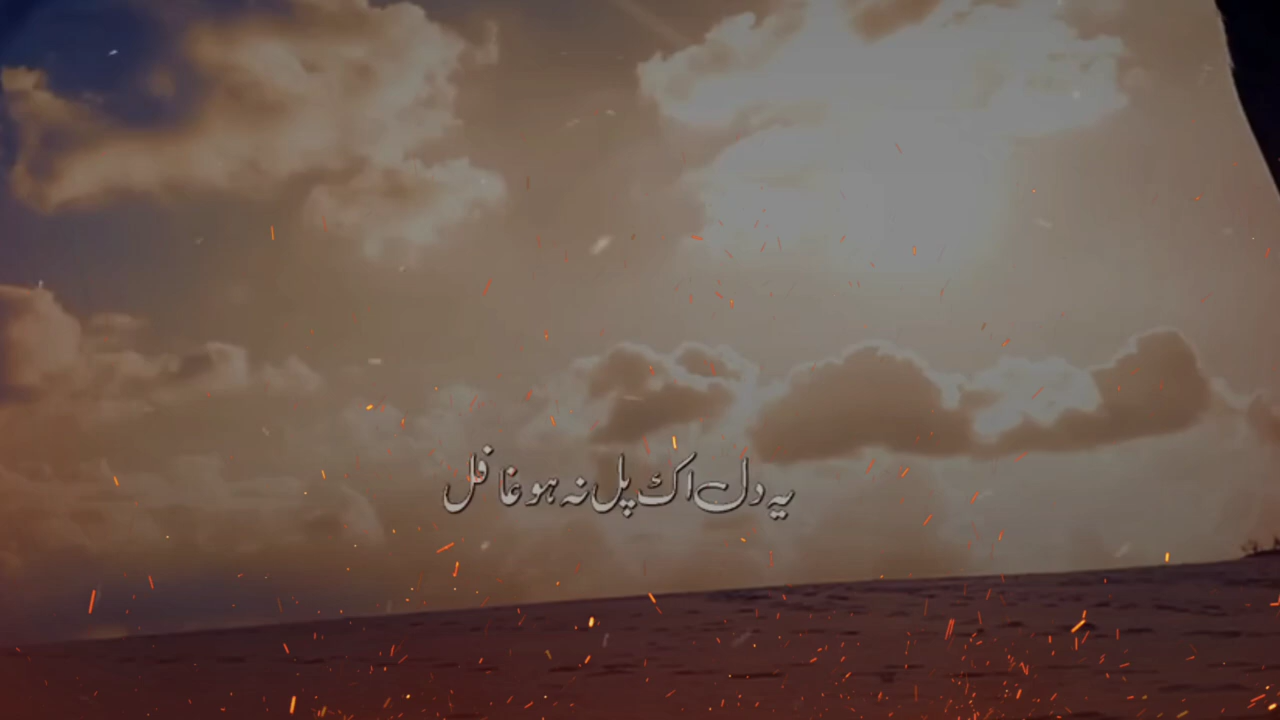 یہ دل اک پل نہ ہو غافل